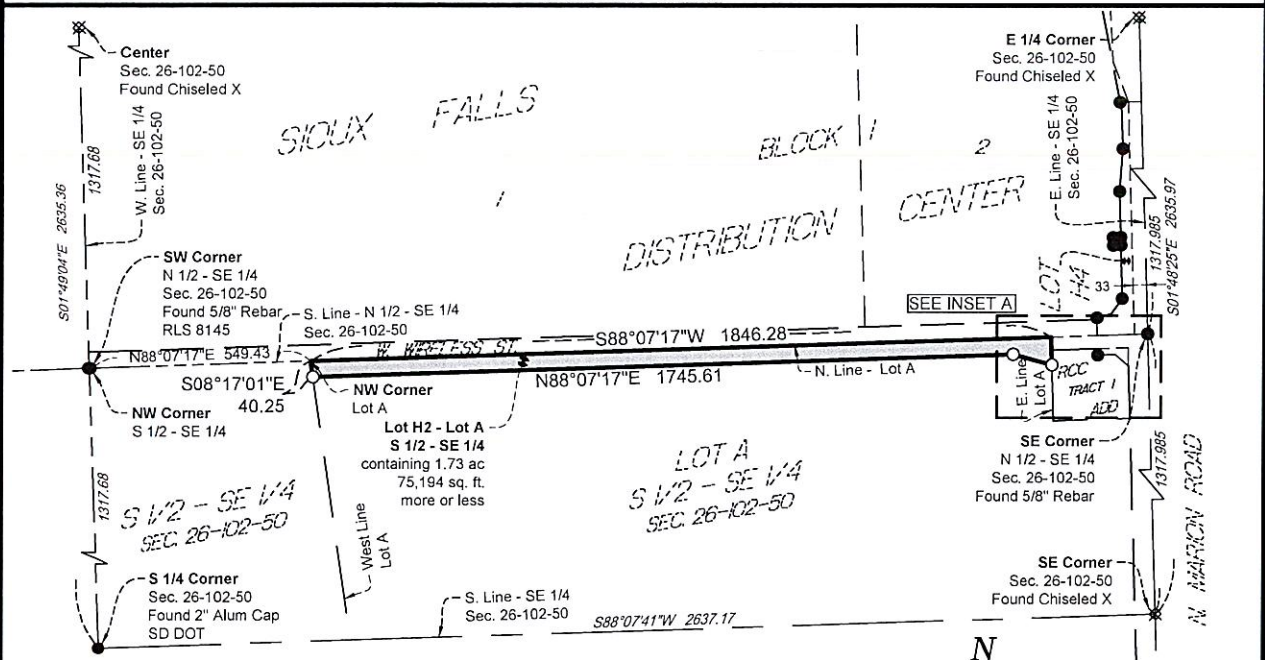 Center
Sec. 26-102-50
Found Chiseled X
E 1/4 Corner
Sec. 26-102-50
Found Chiseled X
SIOUX FALLS
BLOCK 1
1
2
DISTRIBUTION CENTER
W. Line - SE 1/4
Sec. 26-102-50
1317.68
S01°49'04"E 2635.36
E. Line - SE 1/4
Sec. 26-102-50
1317.985
S01°48'25"E 2635.97
LOT
H4
33
SW Corner
N 1/2 - SE 1/4
Sec. 26-102-50
Found 5/8" Rebar
RLS 8145
S. Line - N 1/2 - SE 1/4
Sec. 26-102-50
SEE INSET A
N88°07'17"E 549.43
W. WIRELESS ST.
S88°07'17"W 1846.28
S08°17'01"E
40.25
N88°07'17"E 1745.61
N. Line - Lot A
E. Line
Lot A
RCC
TRACT 1
ADD
NW Corner
Lot A
NW Corner
S 1/2 - SE 1/4
Lot H2 - Lot A
S 1/2 - SE 1/4
containing 1.73 ac
75,194 sq. ft.
more or less
LOT A
S 1/2 - SE 1/4
SEC. 26-102-50
SE Corner
N 1/2 - SE 1/4
Sec. 26-102-50
Found 5/8" Rebar
1317.68
S 1/2 - SE 1/4
SEC. 26-102-50
West Line
Lot A
1317.985
N. MARION ROAD
S 1/4 Corner
Sec. 26-102-50
Found 2" Alum Cap
SD DOT
S. Line - SE 1/4
Sec. 26-102-50
S88°07'41"W 2637.17
SE Corner
Sec. 26-102-50
Found Chiseled X
N